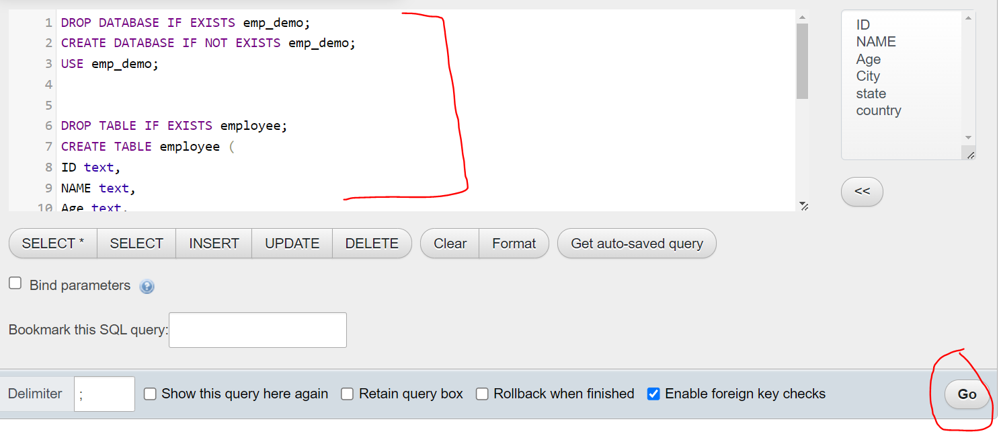 1 DROP DATABASE IF EXISTS emp_demo;
2 CREATE DATABASE IF NOT EXISTS emp_demo;
3 USE emp_demo;
4
5
6 DROP TABLE IF EXISTS employee;
7 CREATE TABLE employee (
8 ID text,
9 NAME text,
10 Age text,
ID
NAME
Age
City
state
country
<<
SELECT * SELECT INSERT UPDATE DELETE Clear Format Get auto-saved query
Bind parameters ?
Bookmark this SQL query:
Delimiter ; Show this query here again Retain query box Rollback when finished Enable foreign key checks Go